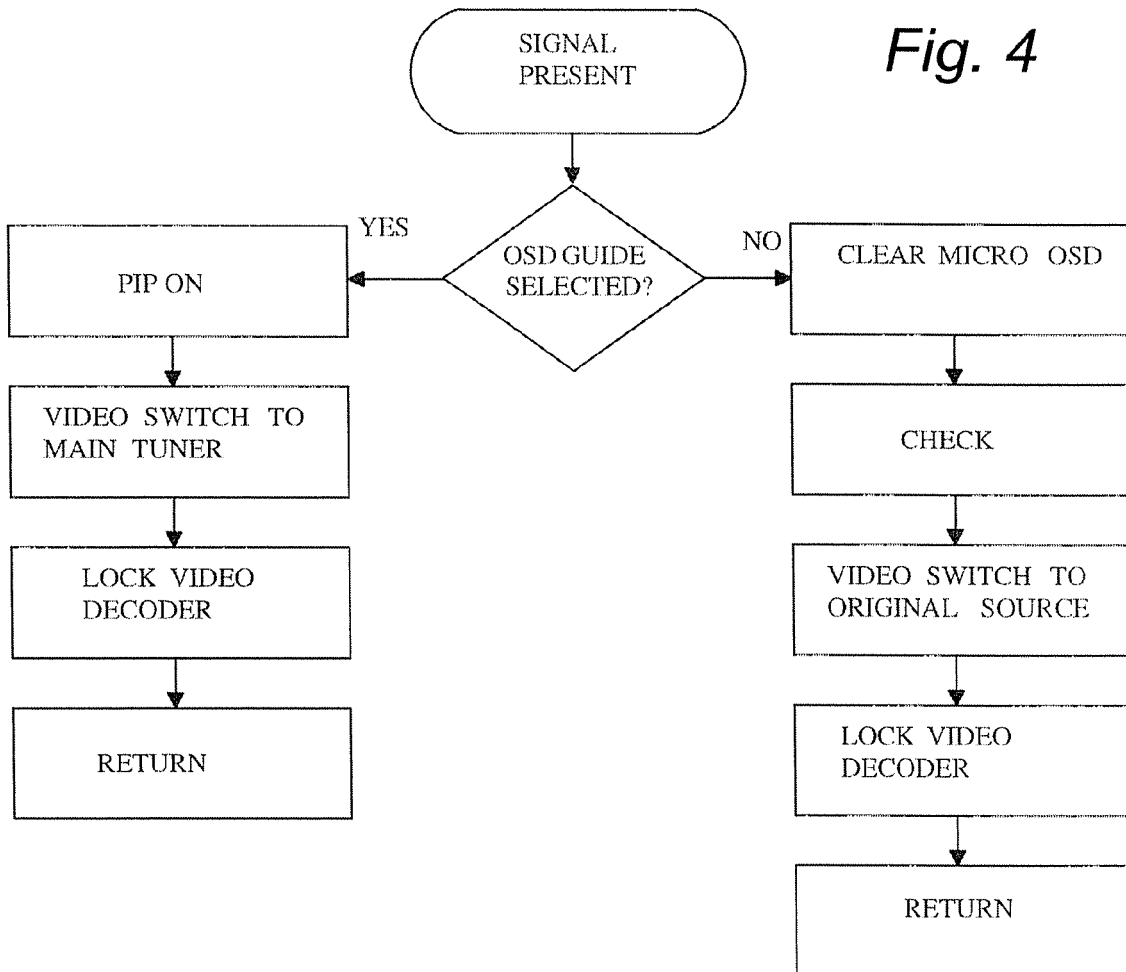 Fig. 4
SIGNAL
PRESENT
OSD GUIDE
SELECTED?
YES
NO
PIP ON
VIDEO SWITCH TO
MAIN TUNER
LOCK VIDEO
DECODER
RETURN
CLEAR MICRO OSD
CHECK
VIDEO SWITCH TO
ORIGINAL SOURCE
LOCK VIDEO
DECODER
RETURN